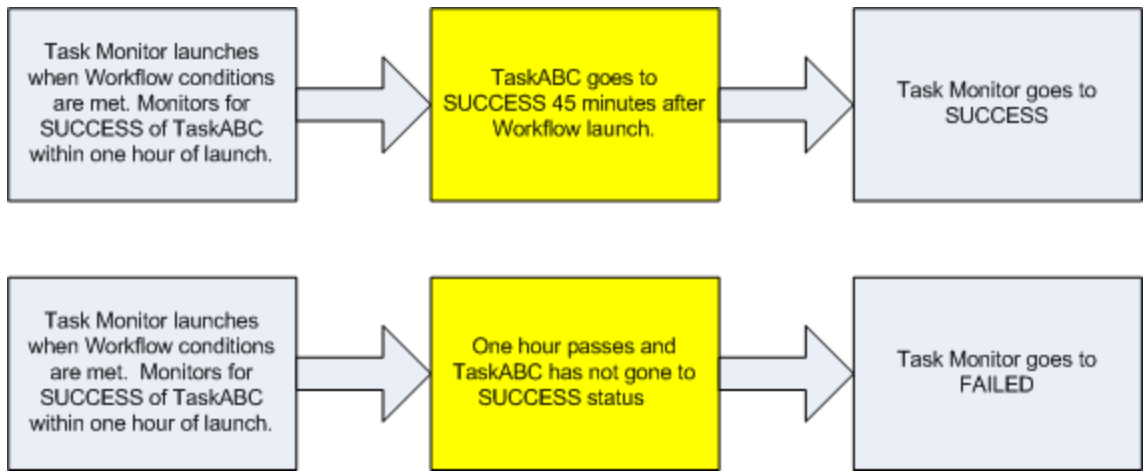 Task Monitor launches
when Workflow conditions
are met. Monitors for
SUCCESS of TaskABC
within one hour of launch.
TaskABC goes to
SUCCESS 45 minutes after
Workflow launch.
Task Monitor goes to
SUCCESS
Task Monitor launches
when Workflow conditions
are met.  Monitors for
SUCCESS of TaskABC
within one hour of launch.
One hour passes and
TaskABC has not gone to
SUCCESS status
Task Monitor goes to
FAILED